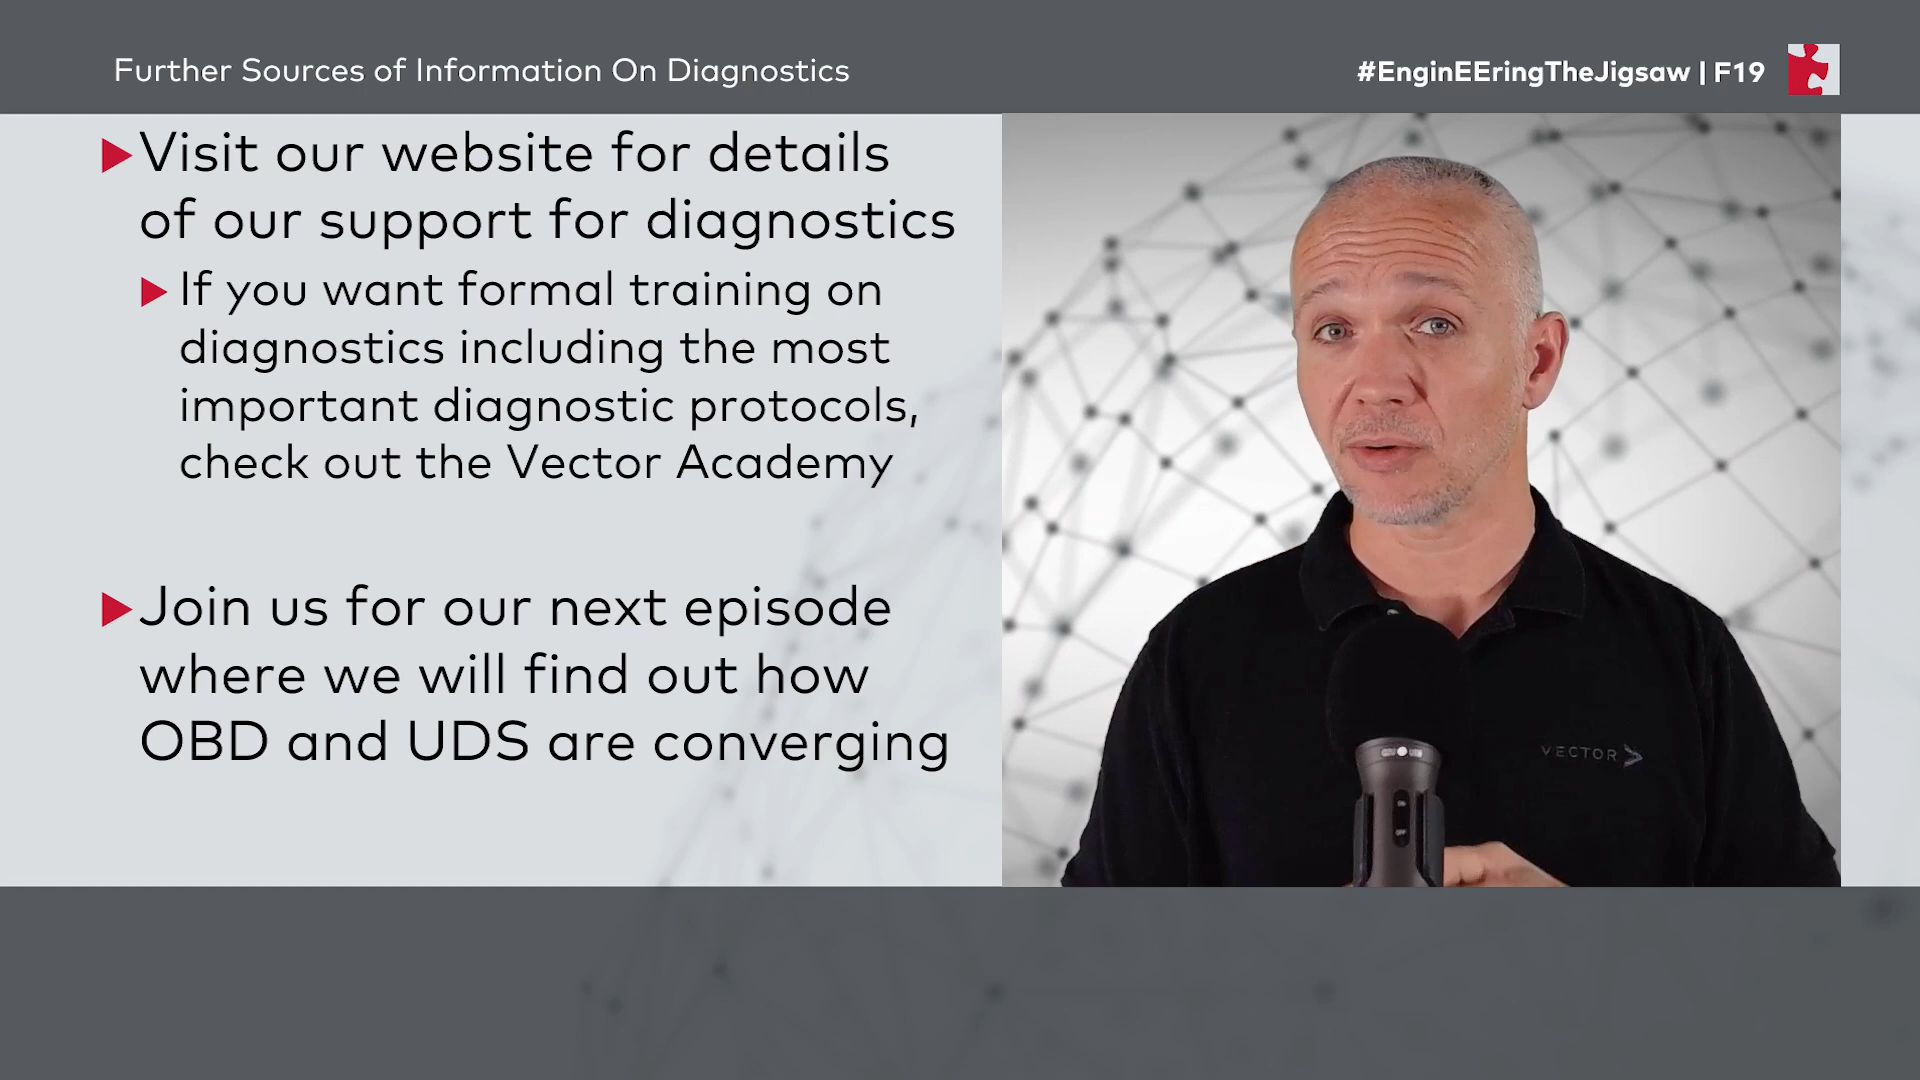 Further Sources of Information On Diagnostics
#EnginEEringTheJigsaw | F19
Visit our website for details
of our support for diagnostics
If you want formal training on
diagnostics including the most
important diagnostic protocols,
check out the Vector Academy
Join us for our next episode
where we will find out how
OBD and UDS are converging
VECTOR